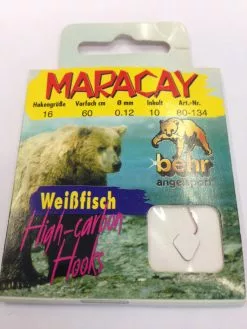 MARACAY
Hakengröße Vorfach cm Ø mm Inhalt Art.-Nr.
16 60 0.12 10 80-134
behr
angelsport
Weißfisch
High-carbon
Hooks